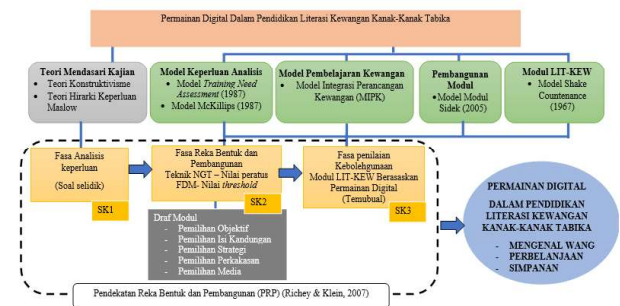 Permainan Digital Dalam Pendidikan Literasi Kewangan Kanak-Kanak Tabika
Teori Mendasari Kajian
• Teori Konstruktivisme
• Teori Hirarki Keperluan
Maslow
Model Keperluan Analisis
• Model Training Need
Assessment (1987)
• Model McKillips (1987)
Model Pembelajaran Kewangan
• Model Integrasi Perancangan
Kewangan (MIPK)
Pembangunan
Modul
• Model Modul
Sidek (2005)
Modul LIT-KEW
• Model Shake
Countenance
(1967)
Fasa Analisis
keperluan
(Soal selidik)
SK1
Fasa Reka Bentuk dan
Pembangunan
Teknik NGT – Nilai peratus
FDM- Nilai threshold
SK2
Fasa penilaian
Kebolehgunaan
Modul LIT-KEW Berasaskan
Permainan Digital
(Temubual)
SK3
Draf Modul
- Pemilihan Objektif
- Pemilihan Isi Kandungan
- Pemilihan Strategi
- Pemilihan Perkakasan
- Pemilihan Media
PERMAINAN DIGITAL
DALAM PENDIDIKAN
LITERASI KEWANGAN
KANAK-KANAK TABIKA
- MENGENAL WANG
- PERBELANJAAN
- SIMPANAN
Pendekatan Reka Bentuk dan Pembangunan (PRP) (Richey & Klein, 2007)